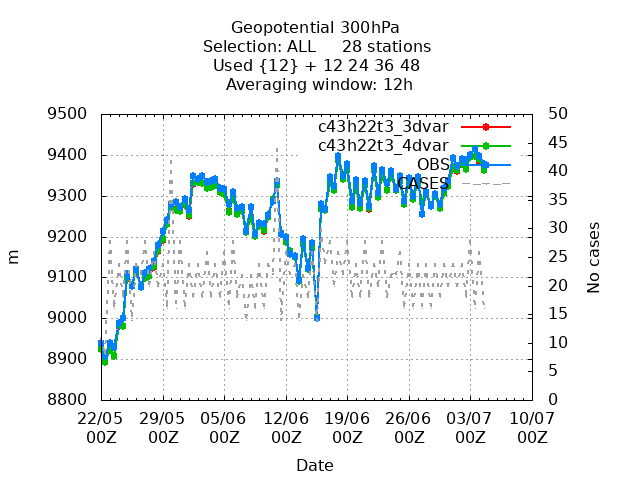 Geopotential 300hPa
Selection: ALL     28 stations
Used {12} + 12 24 36 48
Averaging window: 12h
9500
9400
9300
9200
9100
9000
8900
8800
m
50
45
40
35
30
25
20
15
10
5
0
No cases
c43h22t3_3dvar
c43h22t3_4dvar
OBS
CASES
22/05 29/05 05/06 12/06 19/06 26/06 03/07 10/07
00Z 00Z 00Z 00Z 00Z 00Z 00Z 00Z
Date